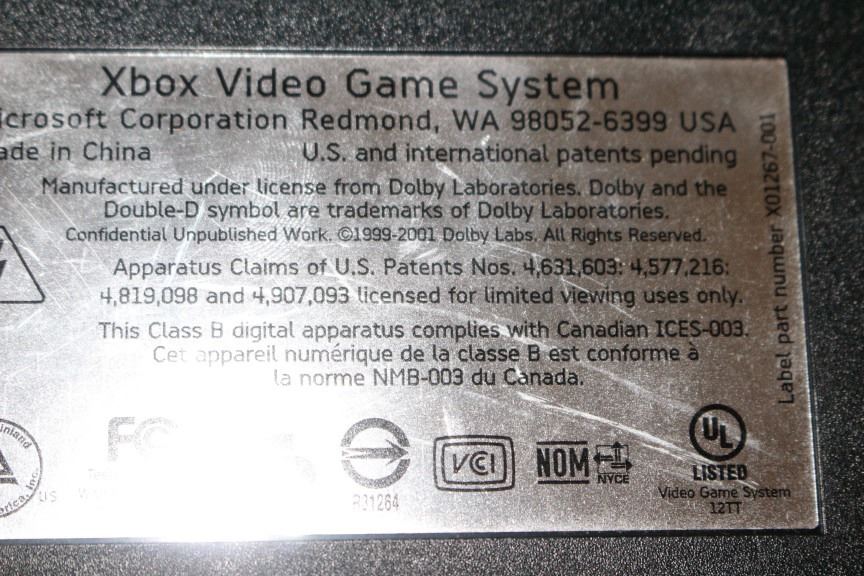 Xbox Video Game System
icrosoft Corporation Redmond, WA 98052-6399 USA
ade in China U.S. and international patents pending
Manufactured under license from Dolby Laboratories. Dolby and the
Double-D symbol are trademarks of Dolby Laboratories.
Confidential Unpublished Work. ©1999-2001 Dolby Labs. All Rights Reserved.
Apparatus Claims of U.S. Patents Nos. 4,631,603: 4,577,216:
4,819,098 and 4,907,093 licensed for limited viewing uses only.
This Class B digital apparatus complies with Canadian ICES-003.
Cet appareil numérique de la classe B est conforme à
la norme NMB-003 du Canada.
Label part number X01267-001
inland
erica, Inc.
US
FC
R31264
VCI
NOM
NYCE
UL
LISTED
Video Game System
12TT